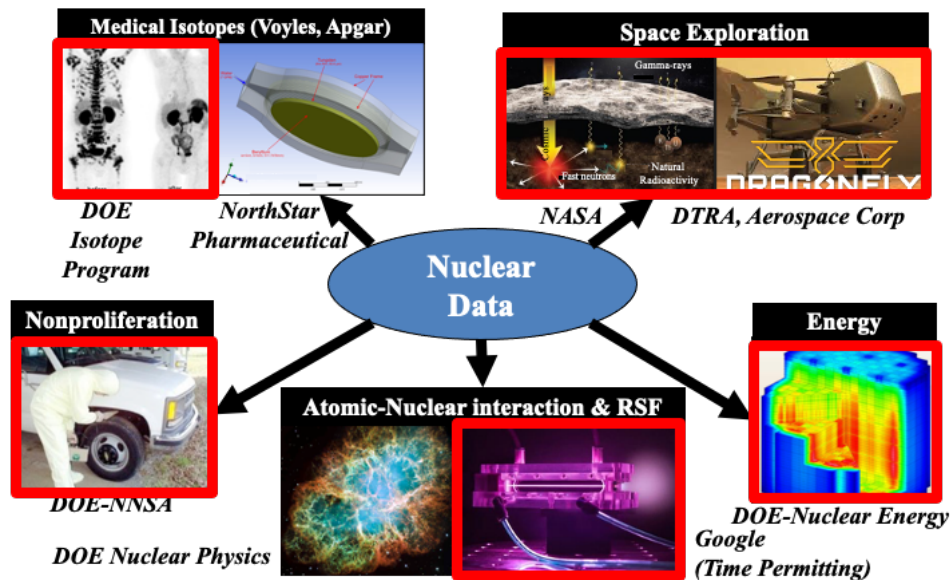 Medical Isotopes (Voyles, Apgar)
Space Exploration
Gamma-rays
Cosmic
Fast neutrons
Natural
Radioactivity
DRAGONFLY
DOE
Isotope
Program
NorthStar
Pharmaceutical
NASA
DTRA, Aerospace Corp
Nuclear
Data
Nonproliferation
Energy
Atomic-Nuclear interaction & RSF
DOE-NNSA
DOE Nuclear Physics
DOE-Nuclear Energy
Google
(Time Permitting)